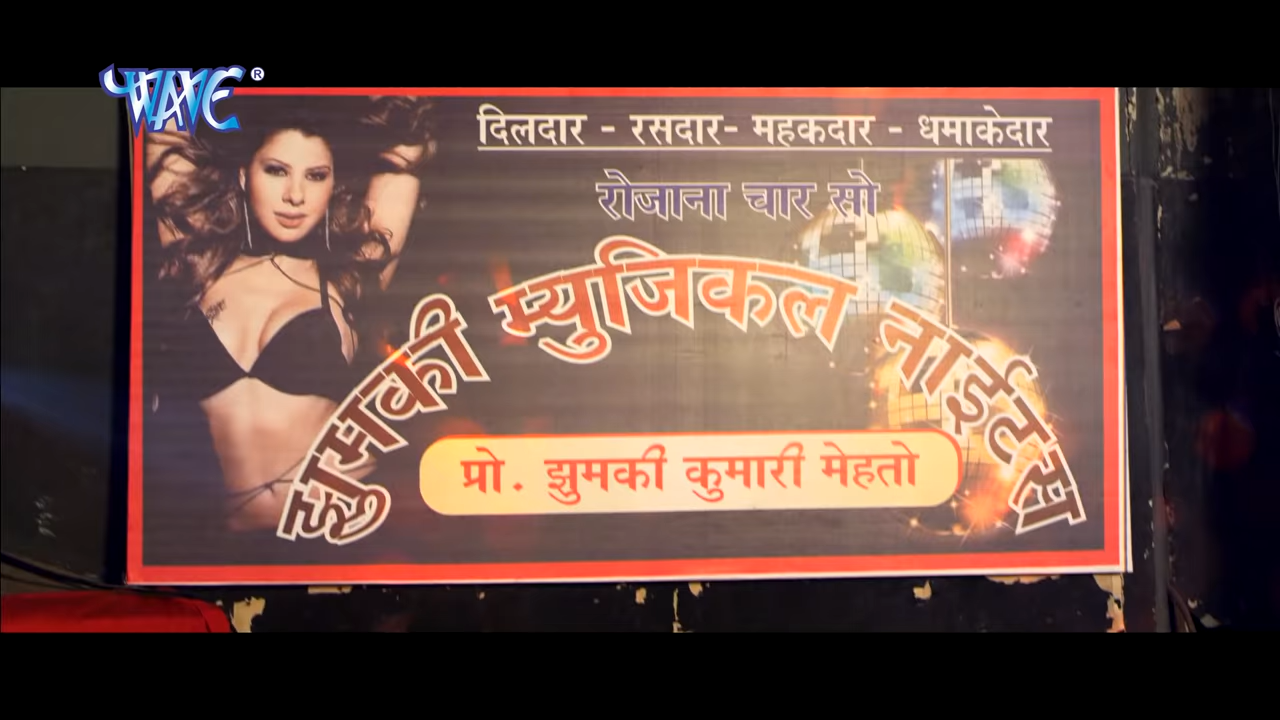 WAVE®
दिलदार - रसदार- महकदार - धमाकेदार
रोजाना चार सो
झुमकी म्युजिकल नाईटस
प्रो. झुमकी कुमारी मेहतो